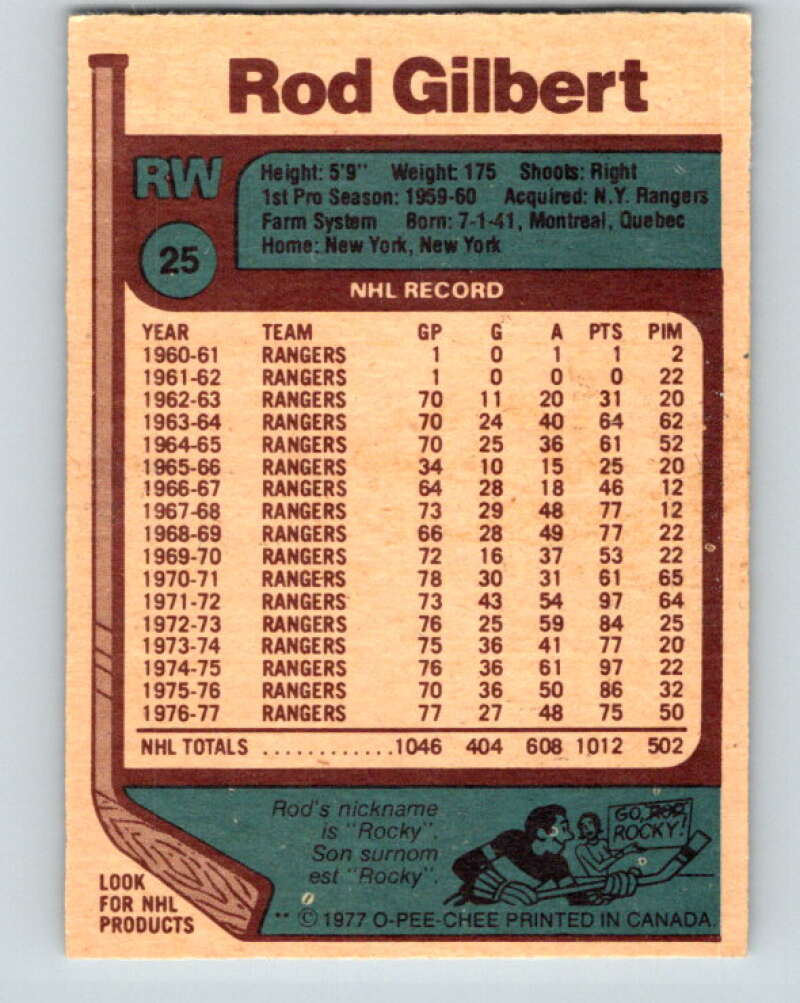 Rod Gilbert
RW
Height: 5'9" Weight: 175 Shoots: Right
1st Pro Season: 1959-60 Acquired: N.Y. Rangers
Farm System Born: 7-1-41, Montreal, Quebec
Home: New York, New York
25
NHL RECORD
YEAR TEAM GP G A PTS PIM
1960-61 RANGERS 1 0 1 1 2
1961-62 RANGERS 1 0 0 0 22
1962-63 RANGERS 70 11 20 31 20
1963-64 RANGERS 70 24 40 64 62
1964-65 RANGERS 70 25 36 61 52
1965-66 RANGERS 34 10 15 25 20
1966-67 RANGERS 64 28 18 46 12
1967-68 RANGERS 73 29 48 77 12
1968-69 RANGERS 66 28 49 77 22
1969-70 RANGERS 72 16 37 53 22
1970-71 RANGERS 78 30 31 61 65
1971-72 RANGERS 73 43 54 97 64
1972-73 RANGERS 76 25 59 84 25
1973-74 RANGERS 75 36 41 77 20
1974-75 RANGERS 76 36 61 97 22
1975-76 RANGERS 70 36 50 86 32
1976-77 RANGERS 77 27 48 75 50
NHL TOTALS ............1046 404 608 1012 502
Rod's nickname
is "Rocky".
Son surnom
est "Rocky".
GO, ROD
ROCKY!
LOOK
FOR NHL
PRODUCTS
** © 1977 O-PEE-CHEE PRINTED IN CANADA.